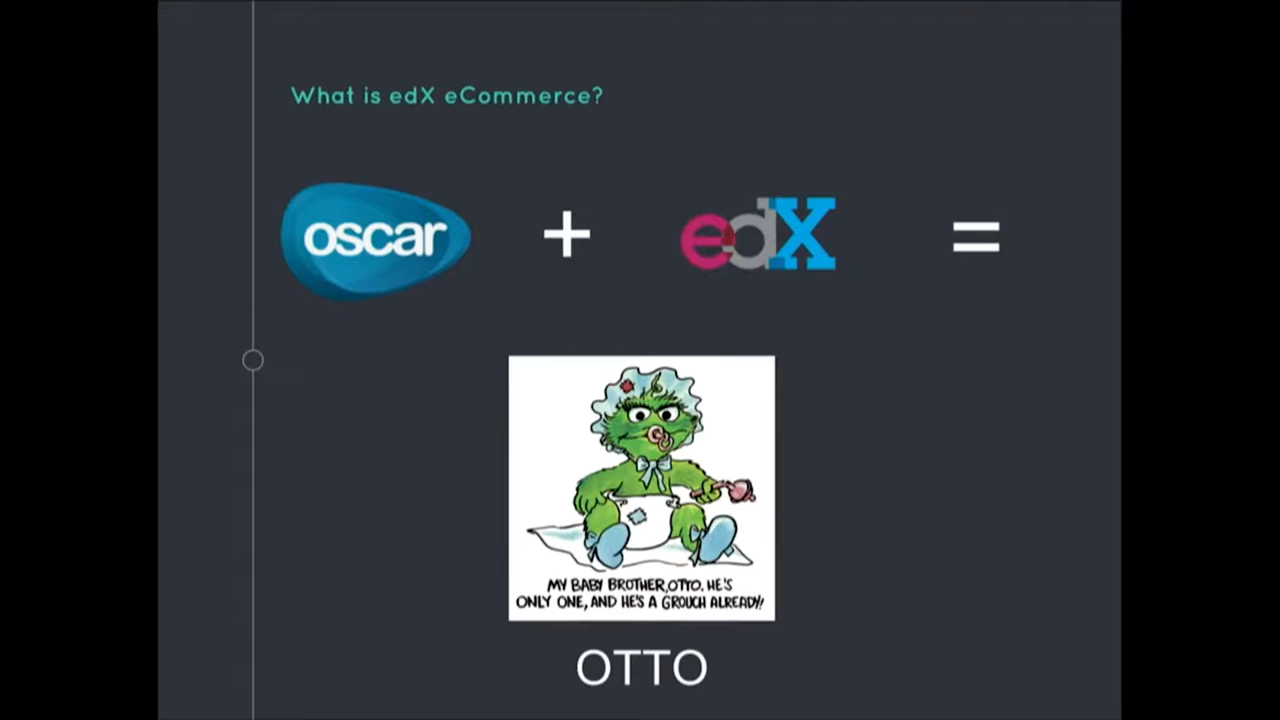 What is edX eCommerce?
oscar + edX =
MY BABY BROTHER, OTTO. HE'S
ONLY ONE, AND HE'S A GROUCH ALREADY!
OTTO